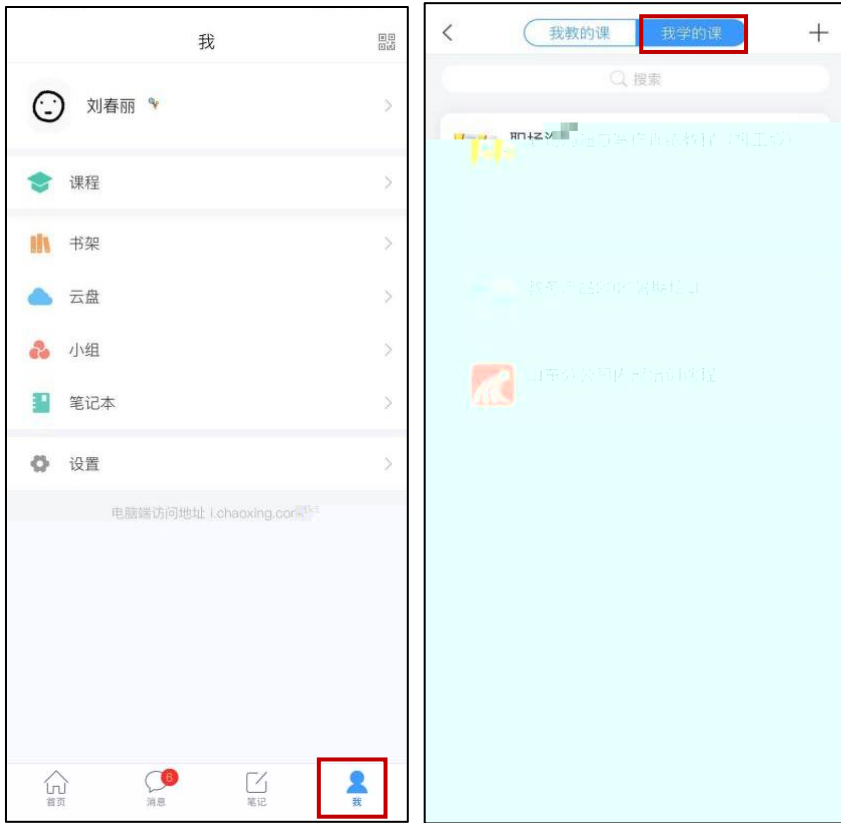 我
刘春丽
课程
书架
云盘
小组
笔记本
设置
电脑端访问地址 i.chaoxing.com
首页
6
消息
笔记
我
我教的课
我学的课
搜索
职场